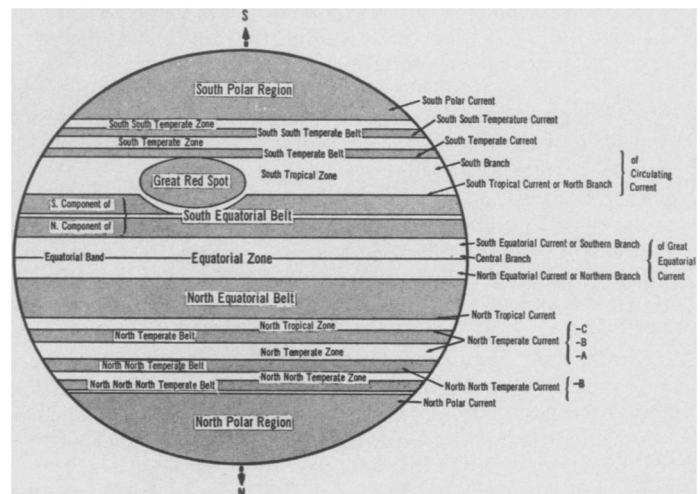 S
South Polar Region
South Polar Current
South South Temperate Zone
South South Temperature Current
South South Temperate Belt
South Temperate Zone
South Temperate Current
South Temperate Belt
South Branch
South Tropical Zone
Great Red Spot
South Tropical Current or North Branch
of
Circulating
Current
S. Component of
N. Component of
South Equatorial Belt
South Equatorial Current or Southern Branch
Equatorial Band
Equatorial Zone
Central Branch
North Equatorial Current or Northern Branch
of Great
Equatorial
Current
North Equatorial Belt
North Tropical Current
North Tropical Zone
North Temperate Belt
North Temperate Current
-C
-B
-A
North Temperate Zone
North North Temperate Belt
North North Temperate Zone
North North Temperate Current
-B
North North North Temperate Belt
North Polar Current
North Polar Region
N